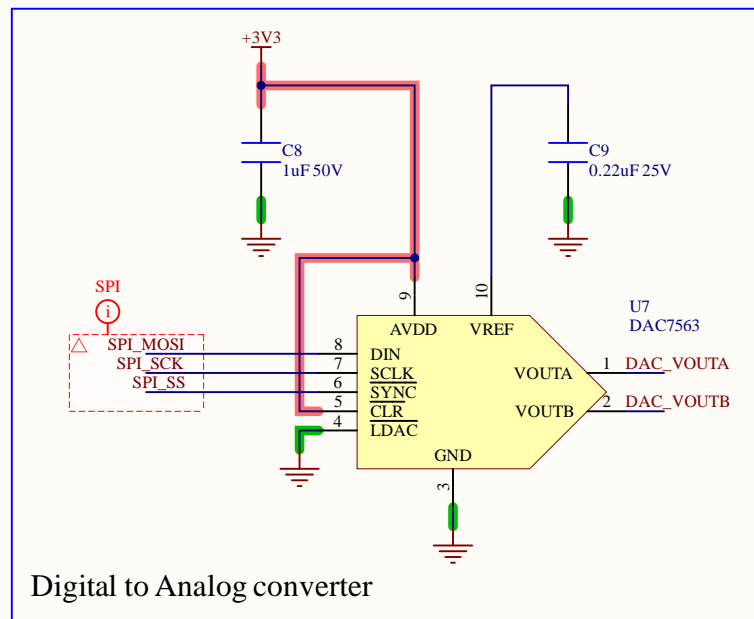 +3V3
C8
1uF 50V
C9
0.22uF 25V
SPI
i
SPI_MOSI
SPI_SCK
SPI_SS
9
10
U7
DAC7563
AVDD
VREF
8
DIN
7
SCLK
6
SYNC
5
CLR
4
LDAC
VOUTA
1
DAC_VOUTA
VOUTB
2
DAC_VOUTB
GND
3
Digital to Analog converter